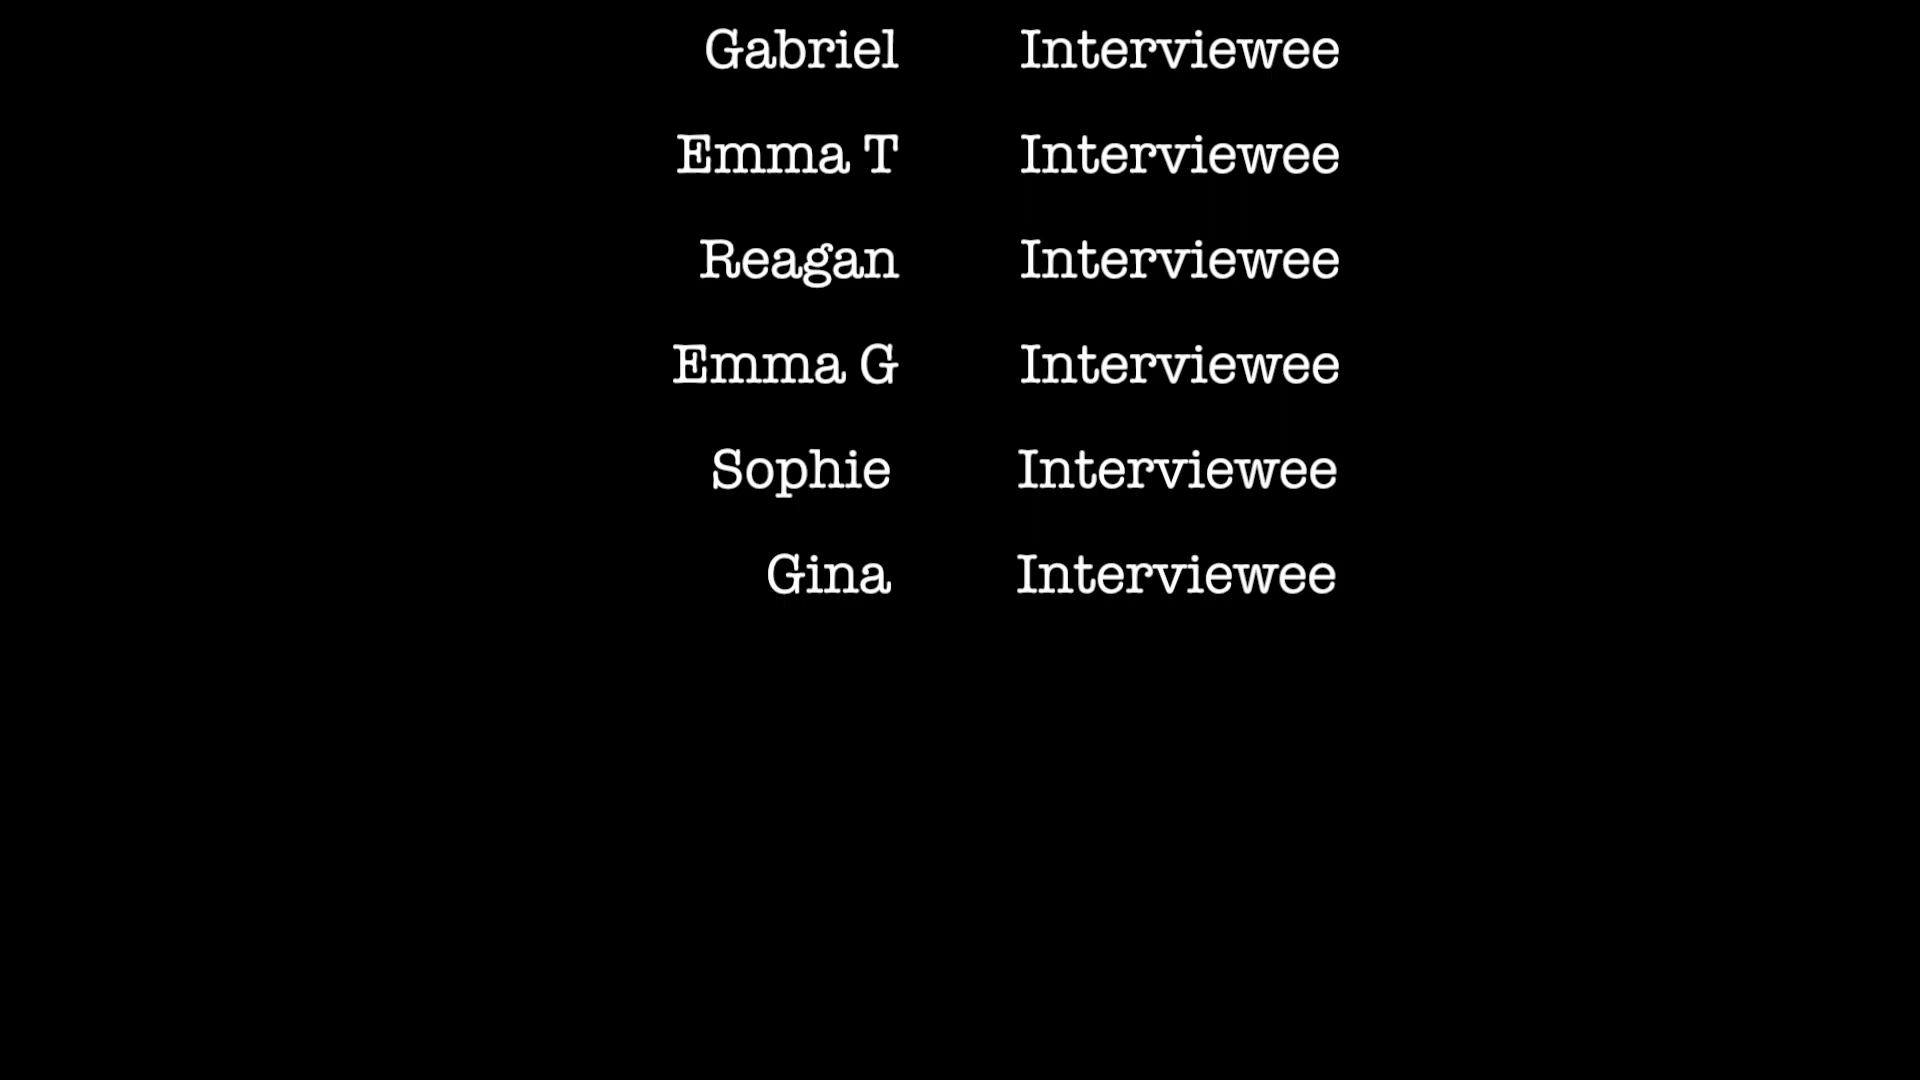 Gabriel Interviewee
Emma T Interviewee
Reagan Interviewee
Emma G Interviewee
Sophie Interviewee
Gina Interviewee